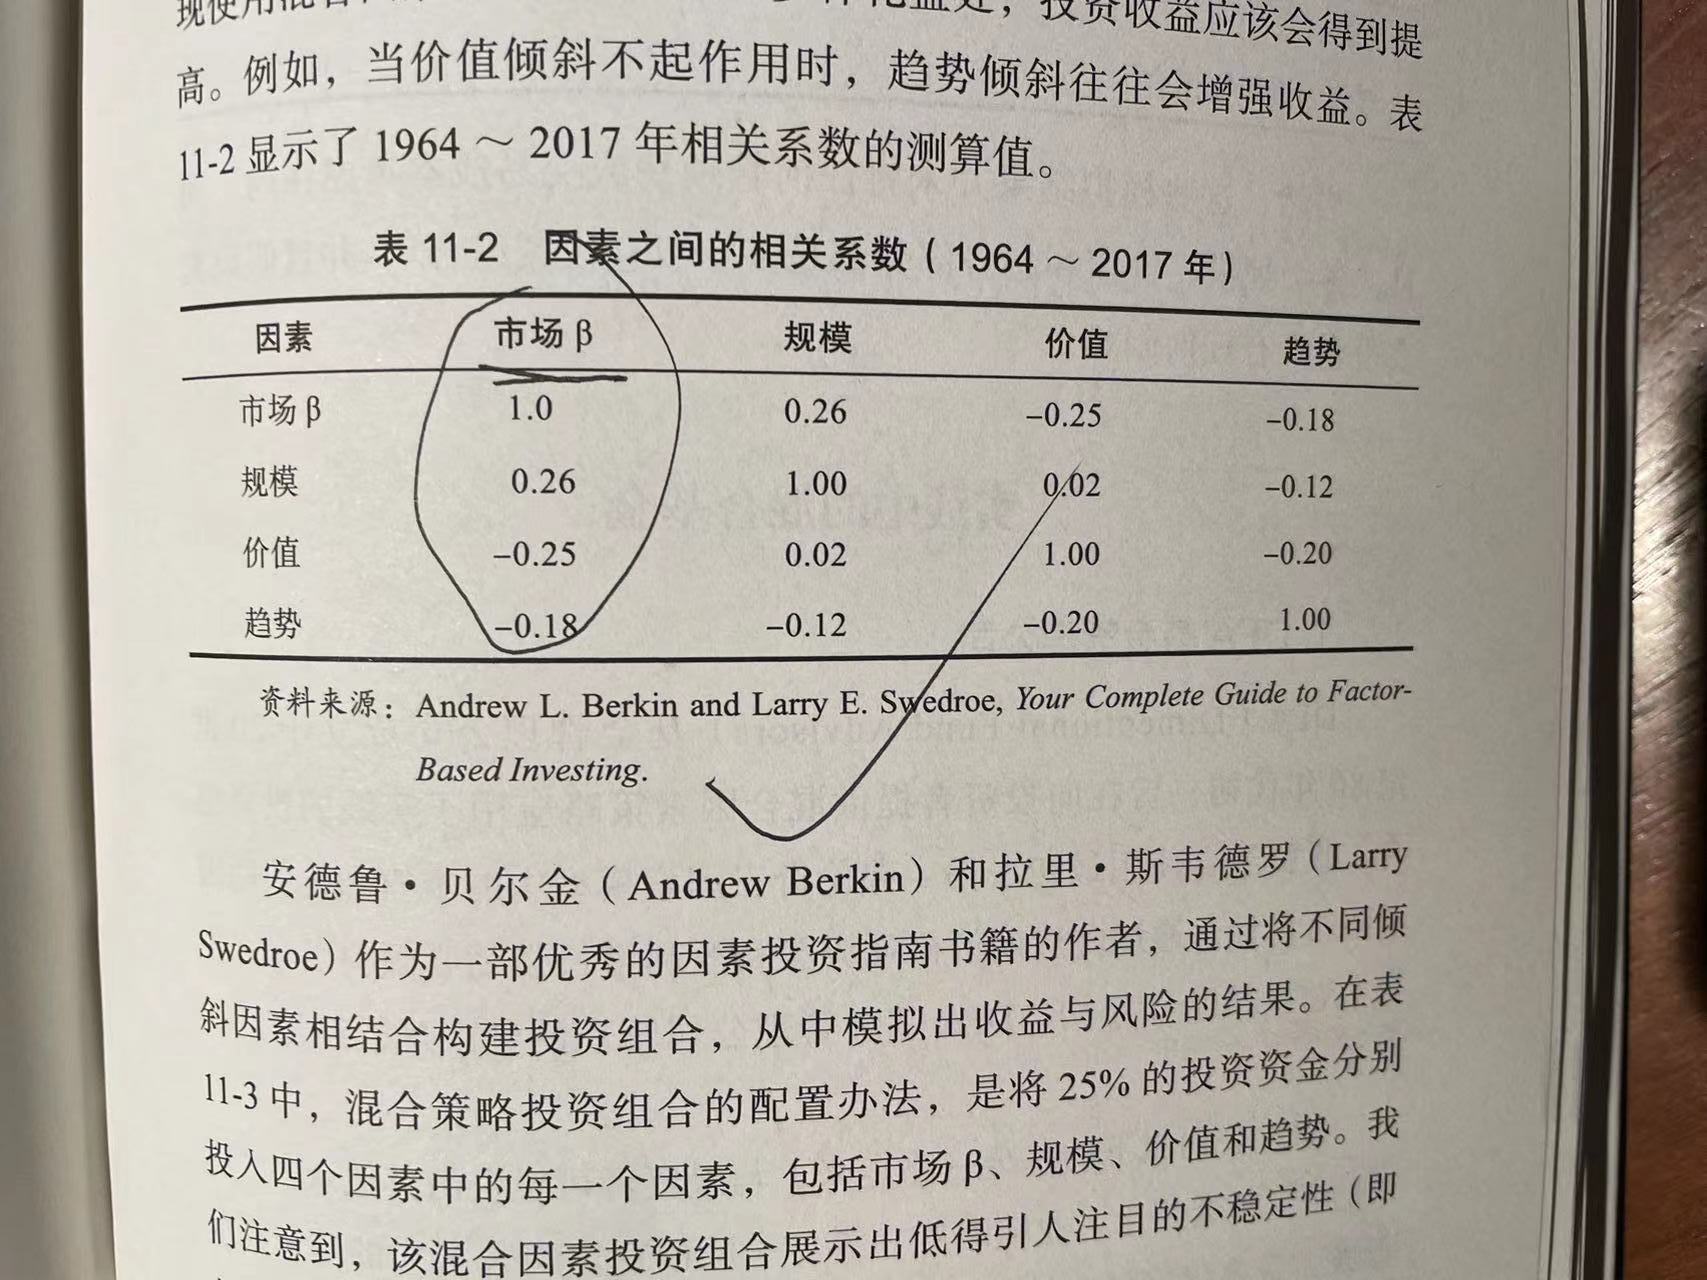 现使用混合
化益处，投资收益应该会得到提
高。例如，当价值倾斜不起作用时，趋势倾斜往往会增强收益。表
11-2 显示了 1964 ～ 2017 年相关系数的测算值。
表 11-2 因素之间的相关系数（1964 ～ 2017 年）
因素 市场 β 规模 价值 趋势
市场 β 1.0 0.26 –0.25 –0.18
规模 0.26 1.00 0.02 –0.12
价值 –0.25 0.02 1.00 –0.20
趋势 –0.18 –0.12 –0.20 1.00
资料来源：Andrew L. Berkin and Larry E. Swedroe, Your Complete Guide to Factor-
Based Investing.
安德鲁·贝尔金（Andrew Berkin）和拉里·斯韦德罗（Larry
Swedroe）作为一部优秀的因素投资指南书籍的作者，通过将不同倾
斜因素相结合构建投资组合，从中模拟出收益与风险的结果。在表
11-3 中，混合策略投资组合的配置办法，是将 25% 的投资资金分别
投入四个因素中的每一个因素，包括市场 β、规模、价值和趋势。我
们注意到，该混合因素投资组合展示出低得引人注目的不稳定性（即